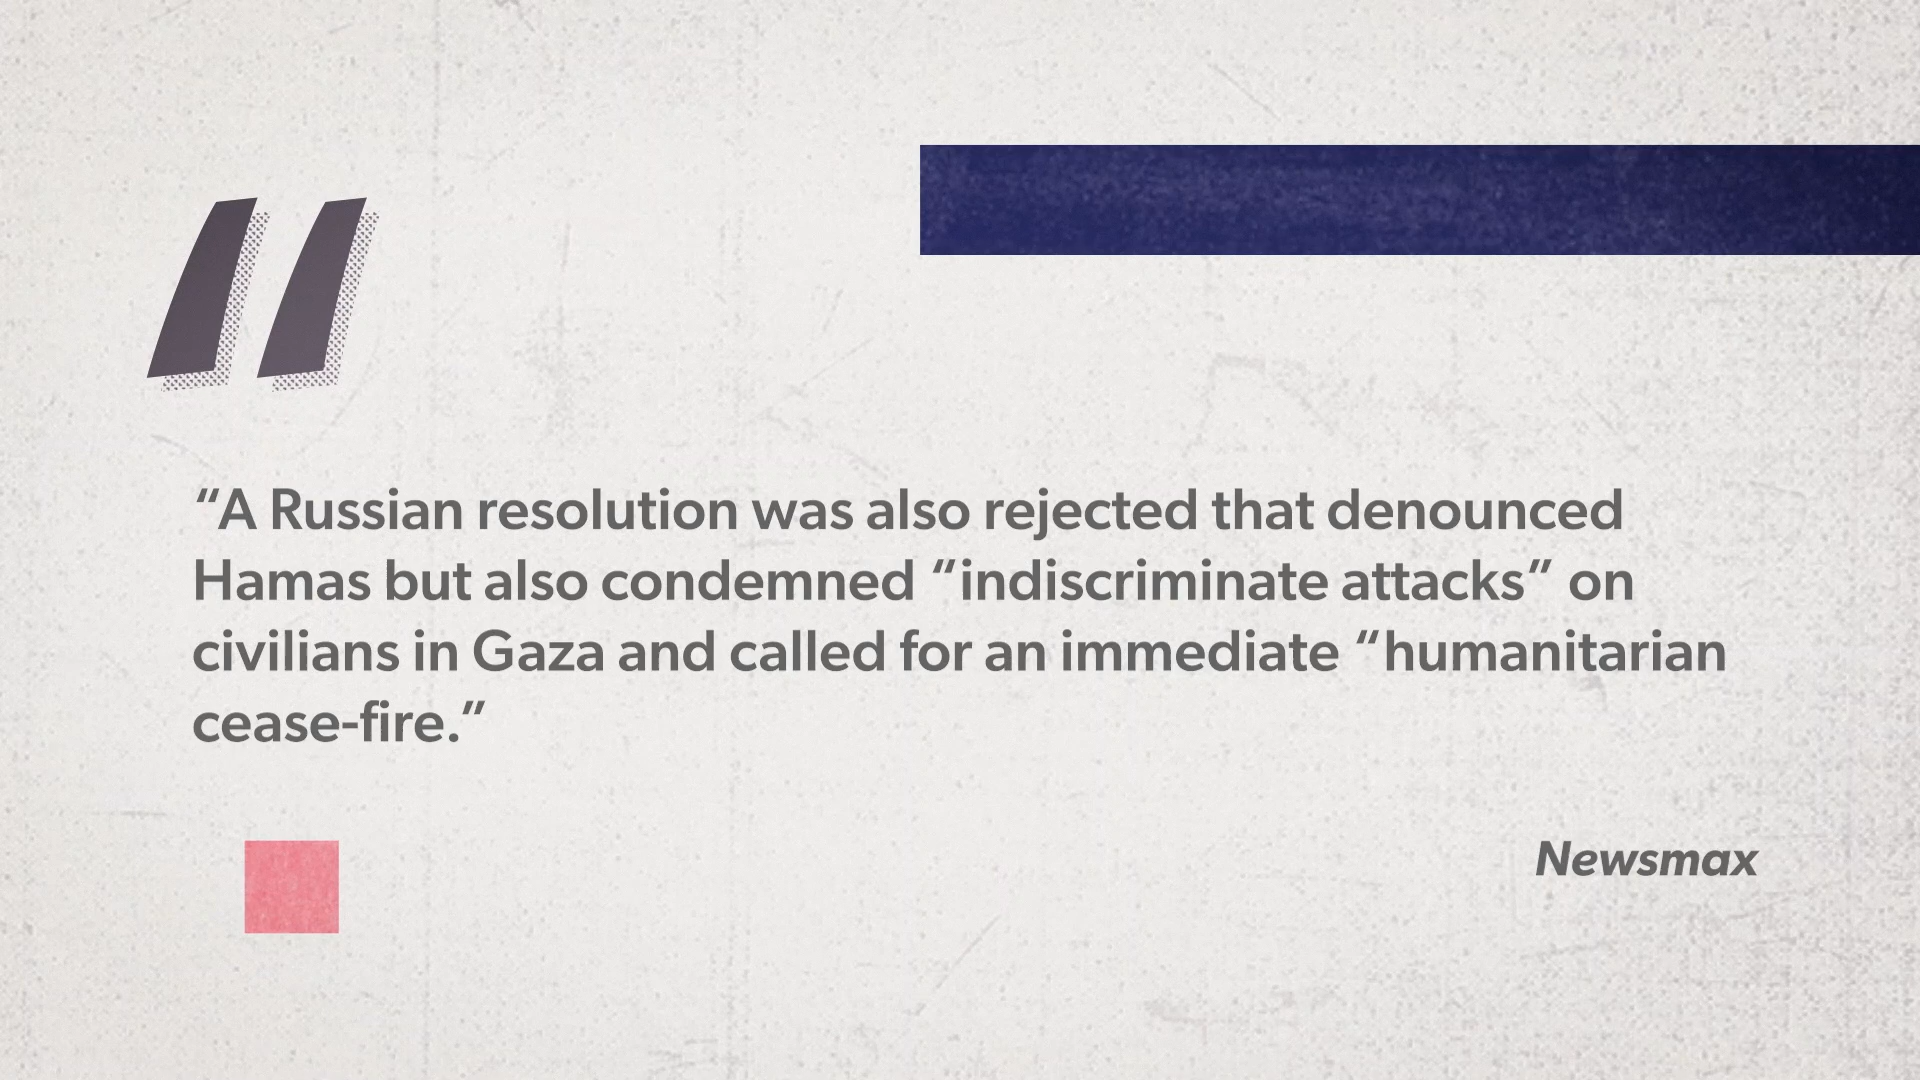 “A Russian resolution was also rejected that denounced
Hamas but also condemned “indiscriminate attacks” on
civilians in Gaza and called for an immediate “humanitarian
cease-fire.”
Newsmax